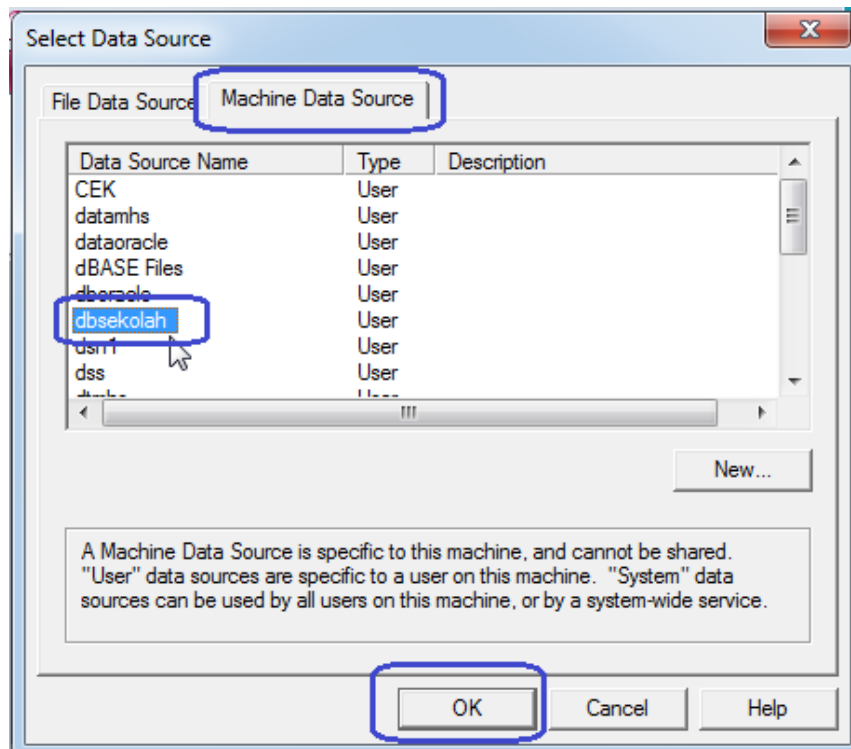 Select Data Source
File Data Source Machine Data Source
Data Source Name Type Description
CEK User
datamhs User
dataoracle User
dBASE Files User
dboracle User
dbsekolah User
dsn1 User
dss User
User
New...
A Machine Data Source is specific to this machine, and cannot be shared.
"User" data sources are specific to a user on this machine. "System" data
sources can be used by all users on this machine, or by a system-wide service.
OK Cancel Help